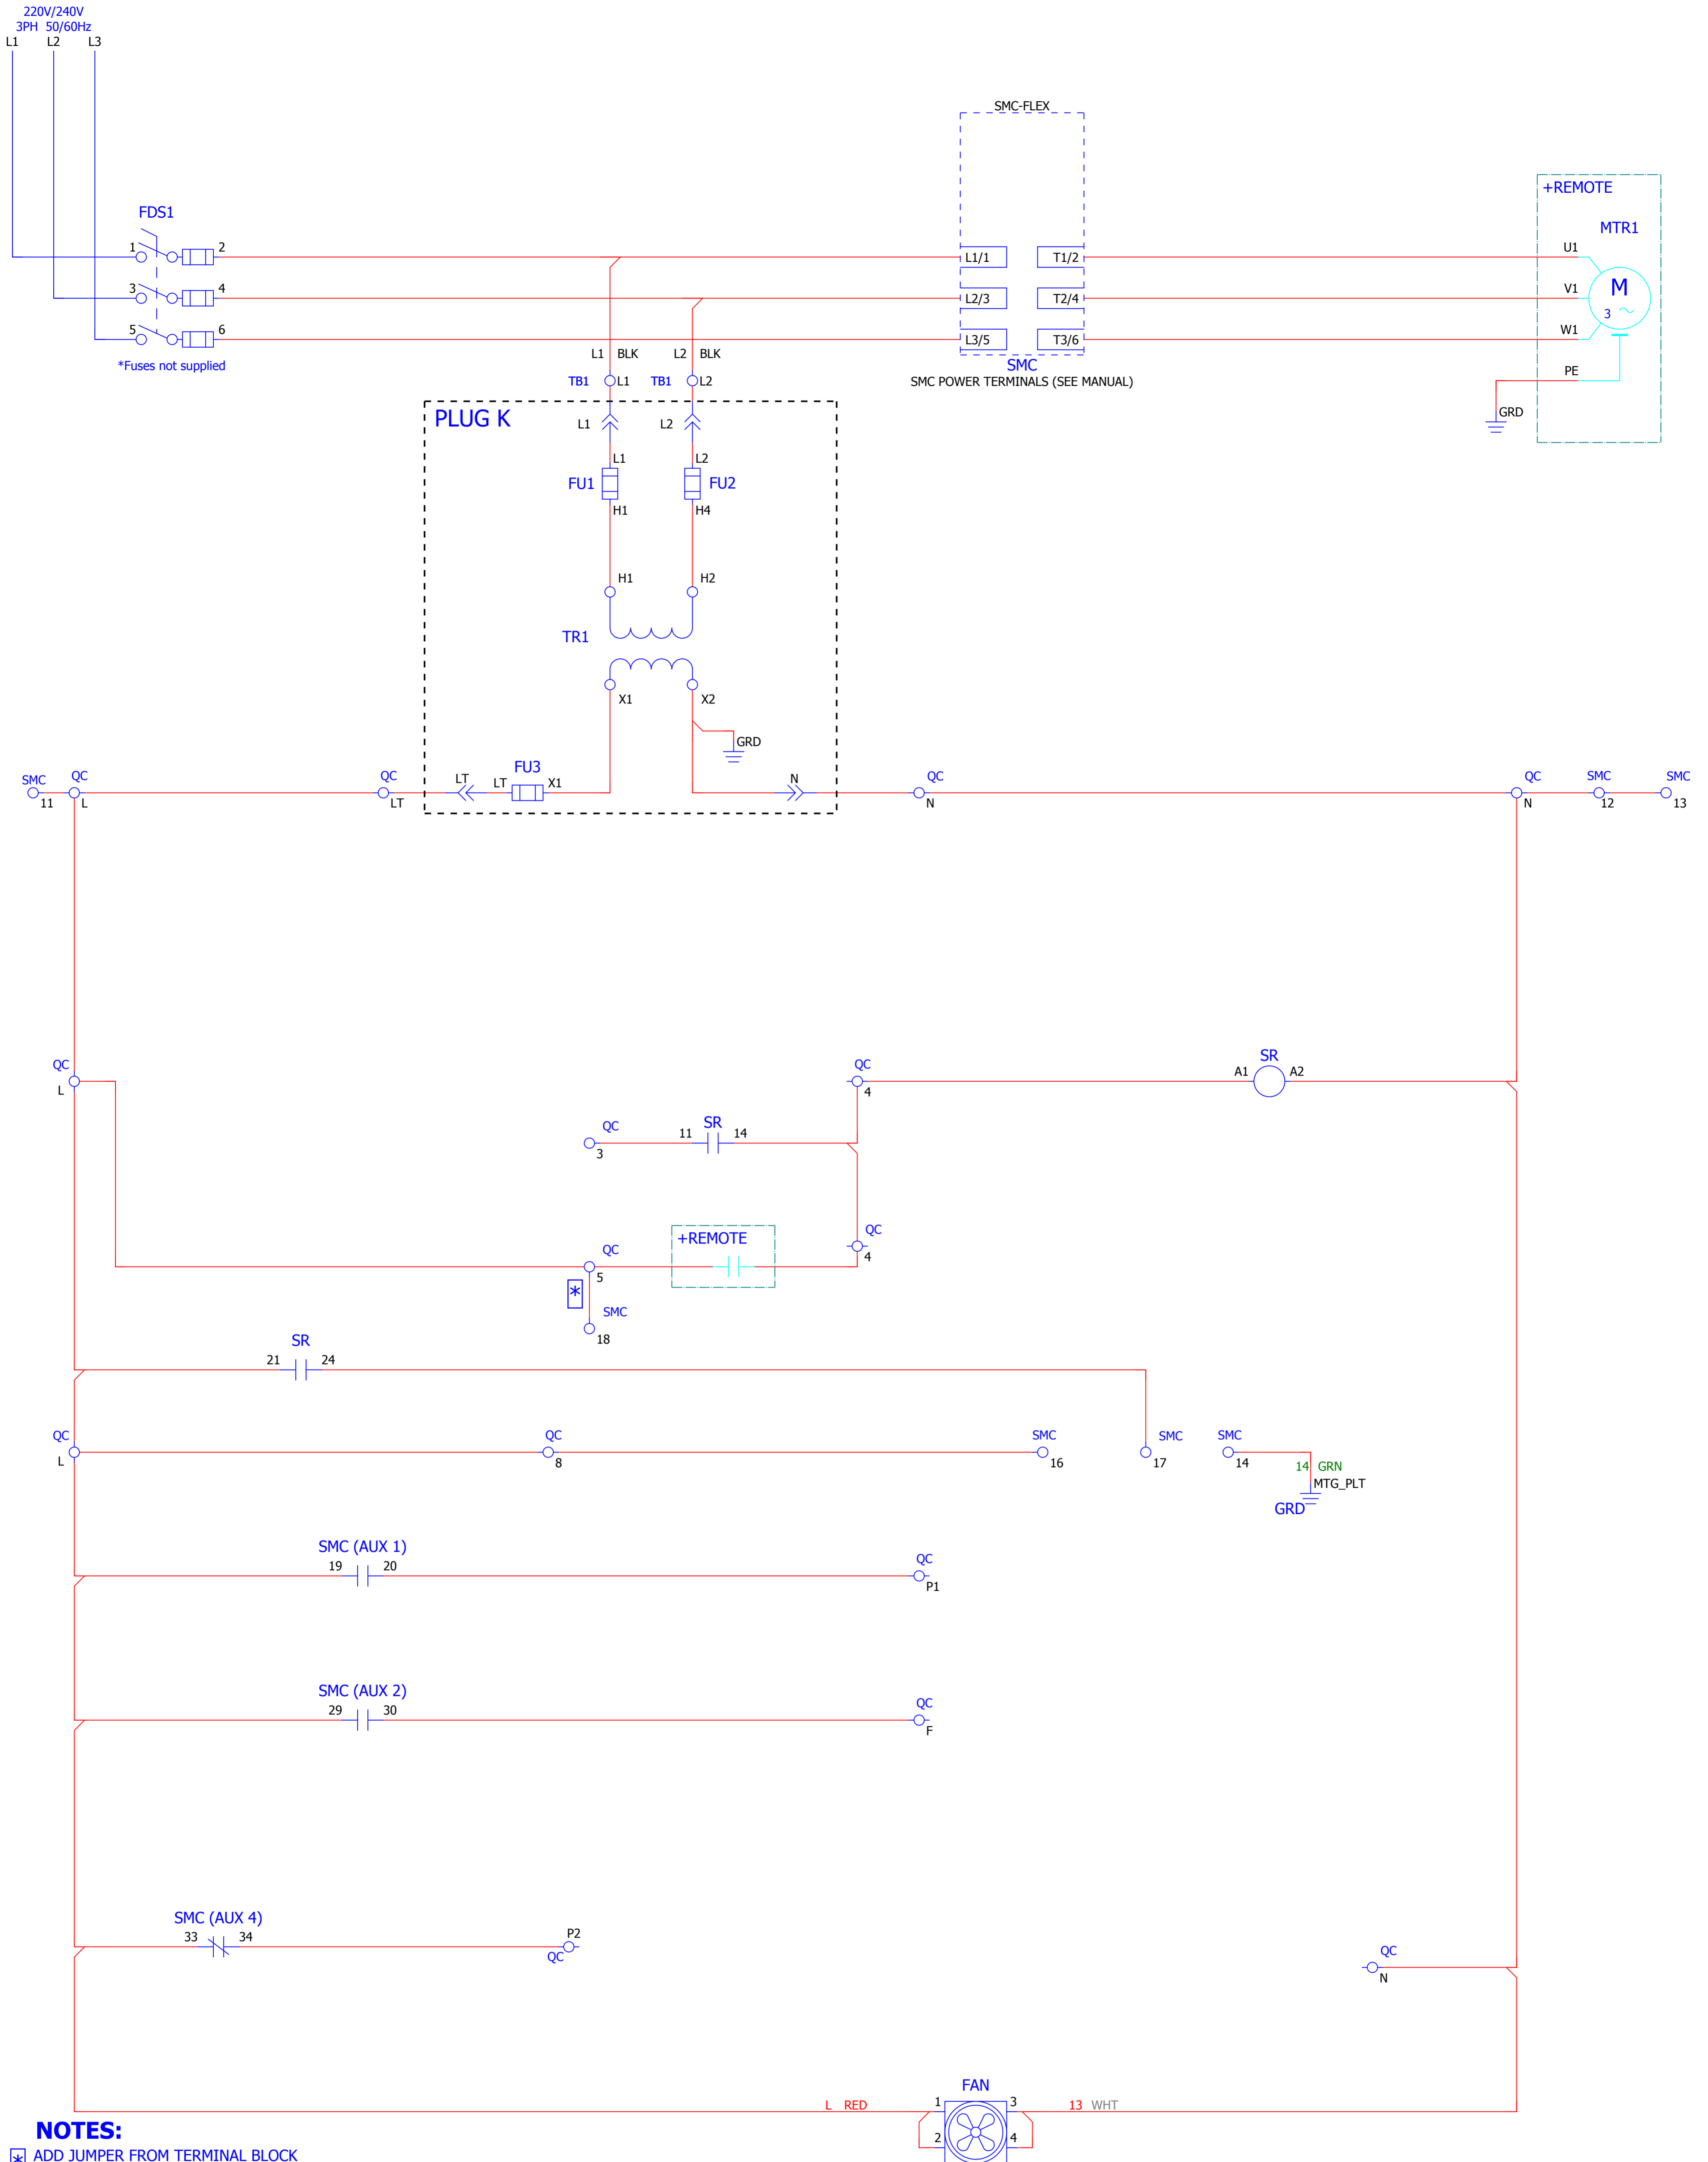 220V/240V
3PH 50/60Hz
L1 L2 L3
SMC-FLEX
+REMOTE
MTR1
FDS1
1 2 L1/1 T1/2 U1
3 4 L2/3 T2/4 V1 M
3
5 6 L3/5 T3/6 W1
*Fuses not supplied
L1 BLK L2 BLK
SMC
SMC POWER TERMINALS (SEE MANUAL)
PE
TB1 L1 TB1 L2
GRD
PLUG K
L1 L2
L1 L2
FU1 FU2
H1 H4
H1 H2
TR1
X1 X2
GRD
FU3
SMC QC QC LT LT X1 N QC QC SMC SMC
11 L LT N N 12 13
SR
QC QC A1 A2
L 4
SR
QC 11 14
3
+REMOTE
QC QC
5 4
*
SMC
18
SR
21 24
QC QC SMC SMC SMC
L 8 16 17 14
14 GRN
MTG_PLT
GRD
SMC (AUX 1)
19 20 QC
P1
SMC (AUX 2)
29 30 QC
F
SMC (AUX 4)
33 34 P2
QC
QC
N
FAN
L RED 1 3 13 WHT
2 4
NOTES:
* ADD JUMPER FROM TERMINAL BLOCK